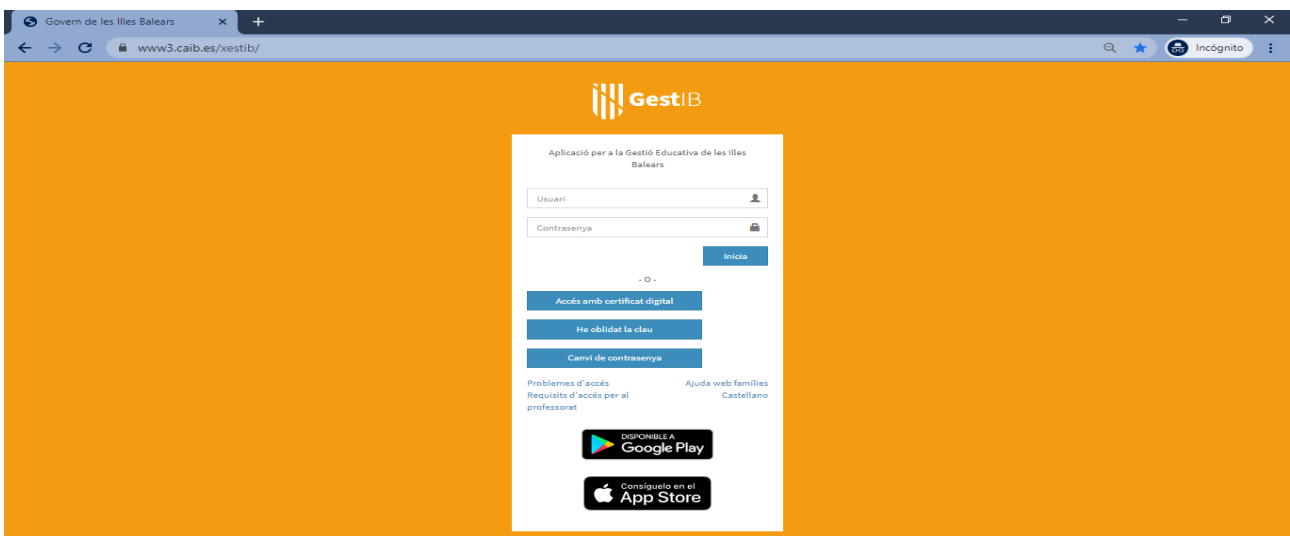 Govern de les Illes Balears
www3.caib.es/xestib/
Incógnito
GestIB
Aplicació per a la Gestió Educativa de les Illes
Balears
Usuari
Contrasenya
Inicia
- O -
Accés amb certificat digital
He oblidat la clau
Canvi de contrasenya
Problemes d'accés
Ajuda web famílies
Requisits d'accés per al
professorat
Castellano
DISPONIBLE A
Google Play
Consíguelo en el
App Store